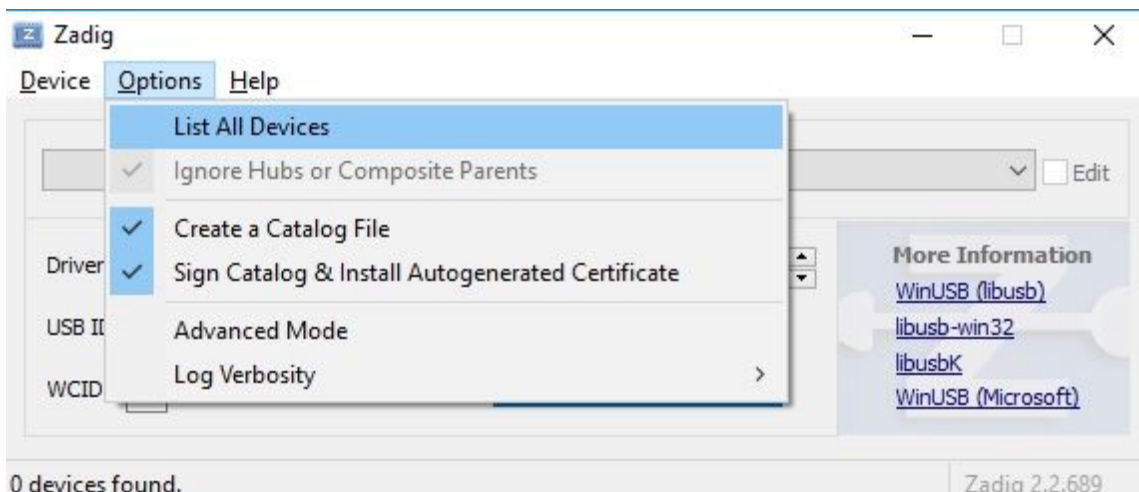 Zadig
Device Options Help
List All Devices
Ignore Hubs or Composite Parents
Edit
Create a Catalog File
Sign Catalog & Install Autogenerated Certificate
Driver
More Information
WinUSB (libusb)
USB ID
Advanced Mode
libusb-win32
Log Verbosity
libusbK
WCID
WinUSB (Microsoft)
0 devices found.
Zadig 2.2.689